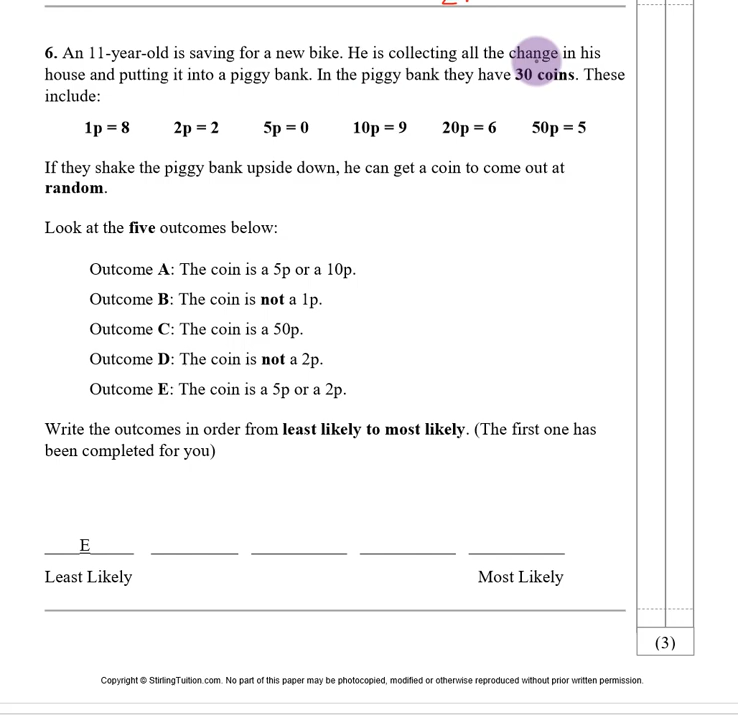 6. An 11-year-old is saving for a new bike. He is collecting all the change in his
house and putting it into a piggy bank. In the piggy bank they have 30 coins. These
include:
1p = 8 2p = 2 5p = 0 10p = 9 20p = 6 50p = 5
If they shake the piggy bank upside down, he can get a coin to come out at
random.
Look at the five outcomes below:
Outcome A: The coin is a 5p or a 10p.
Outcome B: The coin is not a 1p.
Outcome C: The coin is a 50p.
Outcome D: The coin is not a 2p.
Outcome E: The coin is a 5p or a 2p.
Write the outcomes in order from least likely to most likely. (The first one has
been completed for you)
E
Least Likely Most Likely
(3)
Copyright © StirlingTuition.com. No part of this paper may be photocopied, modified or otherwise reproduced without prior written permission.